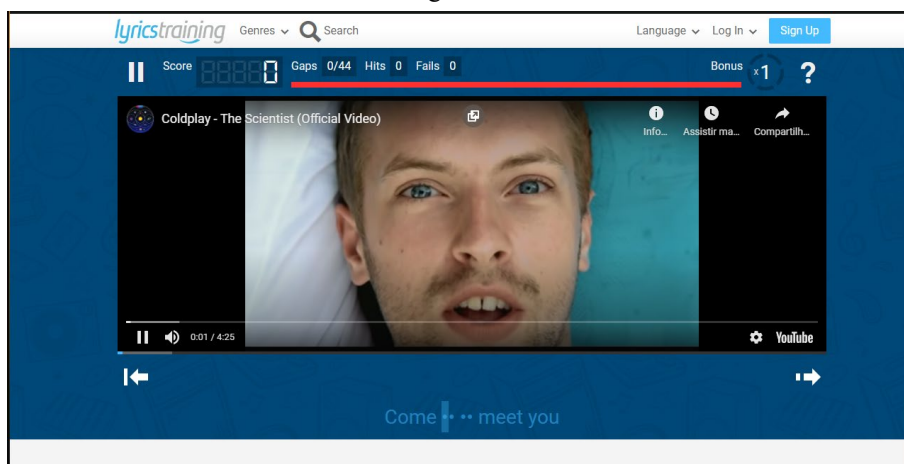 lyricstraining Genres Search Language Log In Sign Up
Score 0 Gaps 0/44 Hits 0 Fails 0 Bonus x1 ?
Coldplay - The Scientist (Official Video)
Info... Assistir ma... Compartilh...
0:01 / 4:25 YouTube
Come •• •• meet you